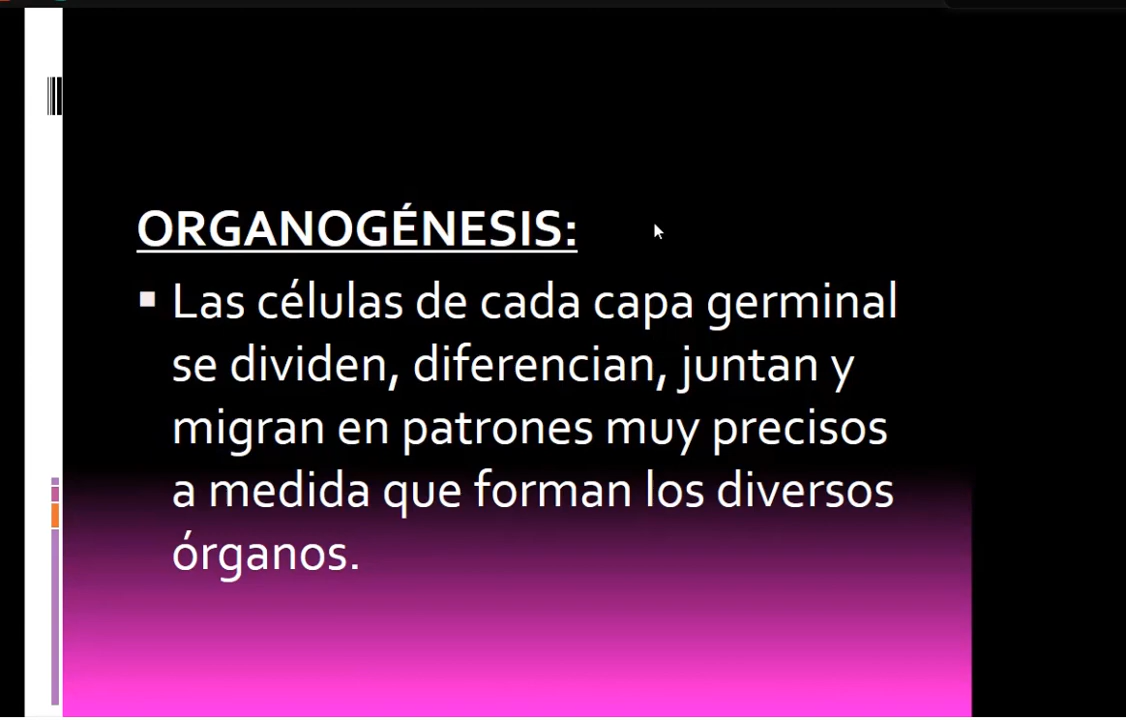 ORGANOGÉNESIS:
Las células de cada capa germinal
se dividen, diferencian, juntan y
migran en patrones muy precisos
a medida que forman los diversos
órganos.